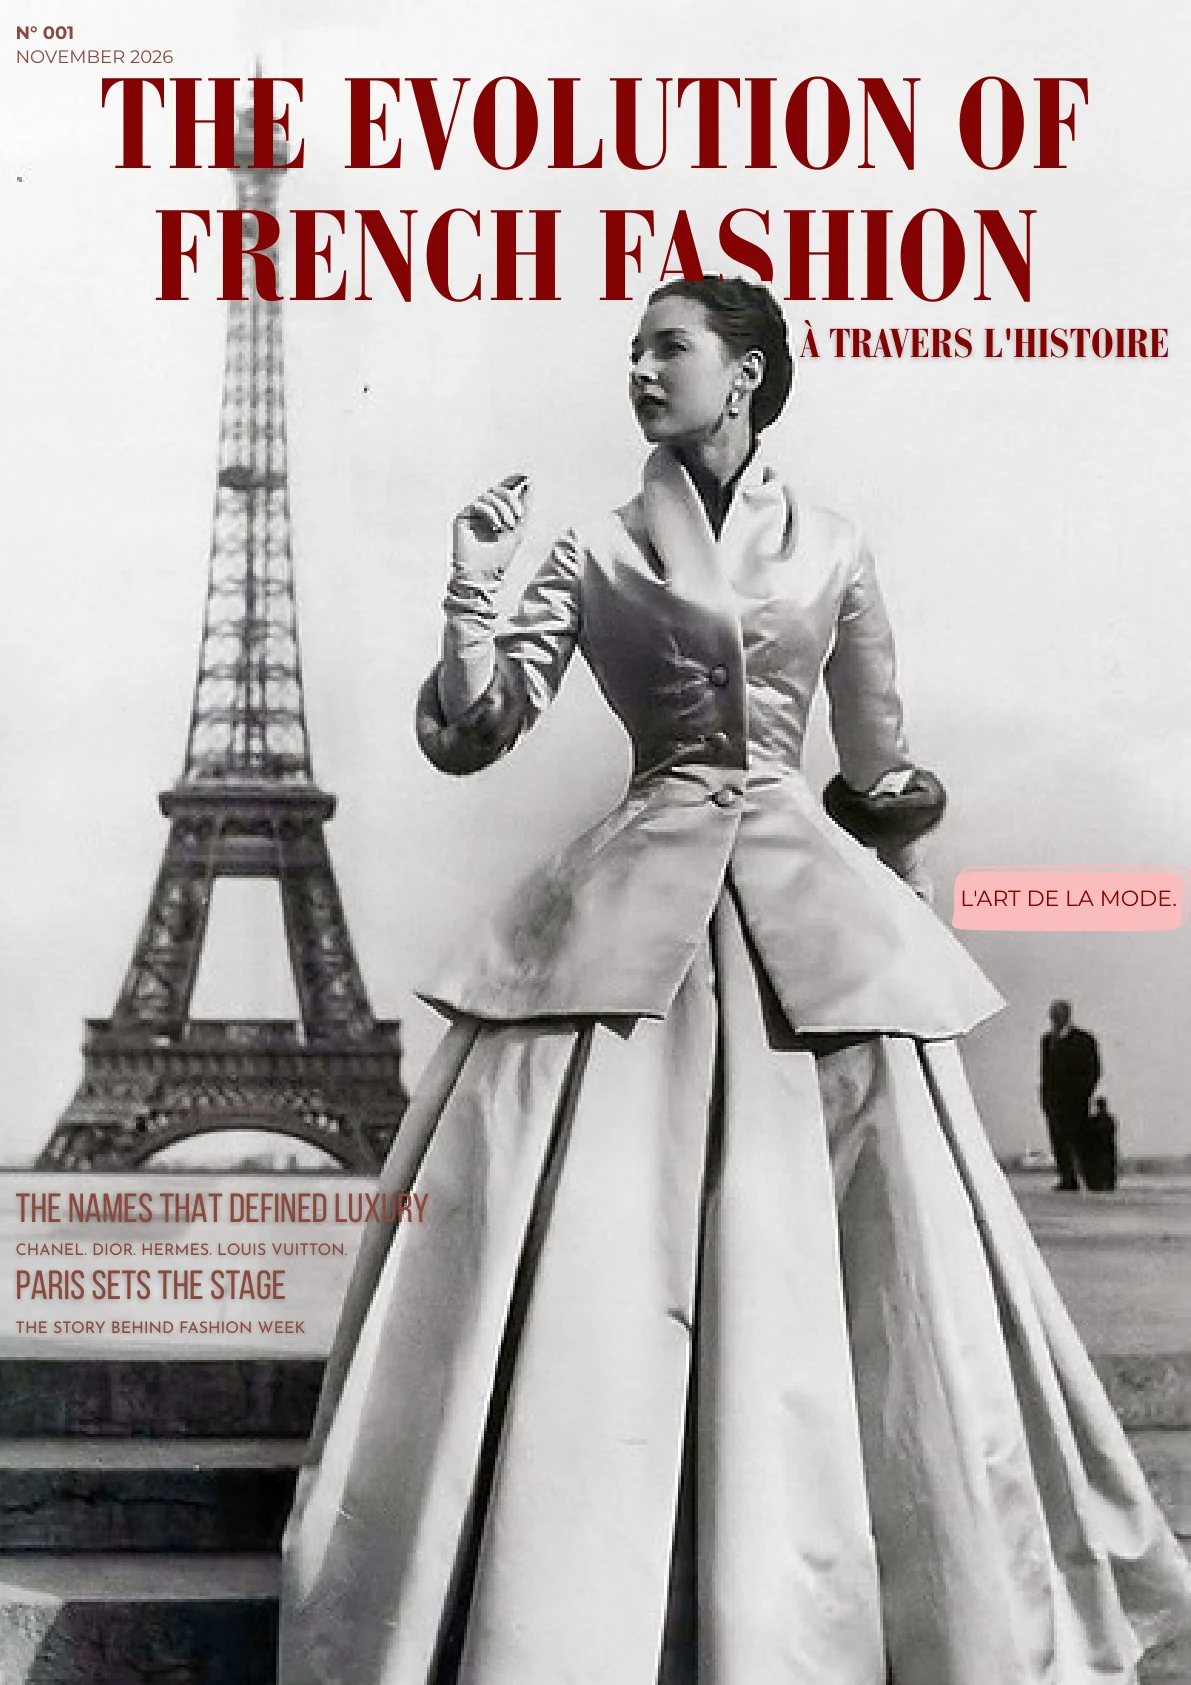 N° 001
NOVEMBER 2026
THE EVOLUTION OF
FRENCH FASHION
À TRAVERS L'HISTOIRE
L'ART DE LA MODE.
THE NAMES THAT DEFINED LUXURY
CHANEL. DIOR. HERMES. LOUIS VUITTON.
PARIS SETS THE STAGE
THE STORY BEHIND FASHION WEEK